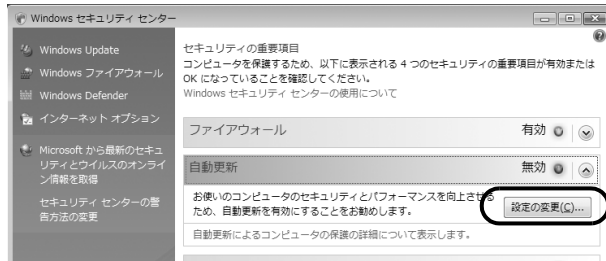 Windows セキュリティ センター
Windows Update
Windows ファイアウォール
Windows Defender
インターネット オプション
Microsoft から最新のセキュ
リティとウイルスのオンライ
ン情報を取得
セキュリティ センターの警
告方法の変更
セキュリティの重要項目
コンピュータを保護するため、以下に表示される 4 つのセキュリティの重要項目が有効または
OK になっていることを確認してください。
Windows セキュリティ センターの使用について
ファイアウォール 有効
自動更新 無効
お使いのコンピュータのセキュリティとパフォーマンスを向上させる
ため、自動更新を有効にすることをお勧めします。
設定の変更(C)...
自動更新によるコンピュータの保護の詳細について表示します。